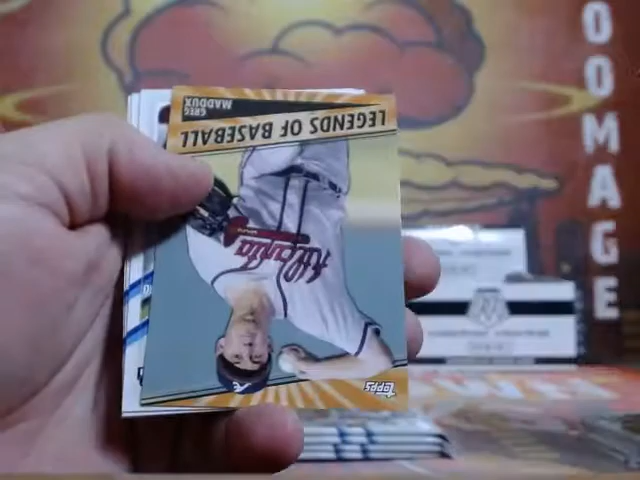 LEGENDS OF BASEBALL
GREG
MADDUX
Atlanta
topps
OOMAGE